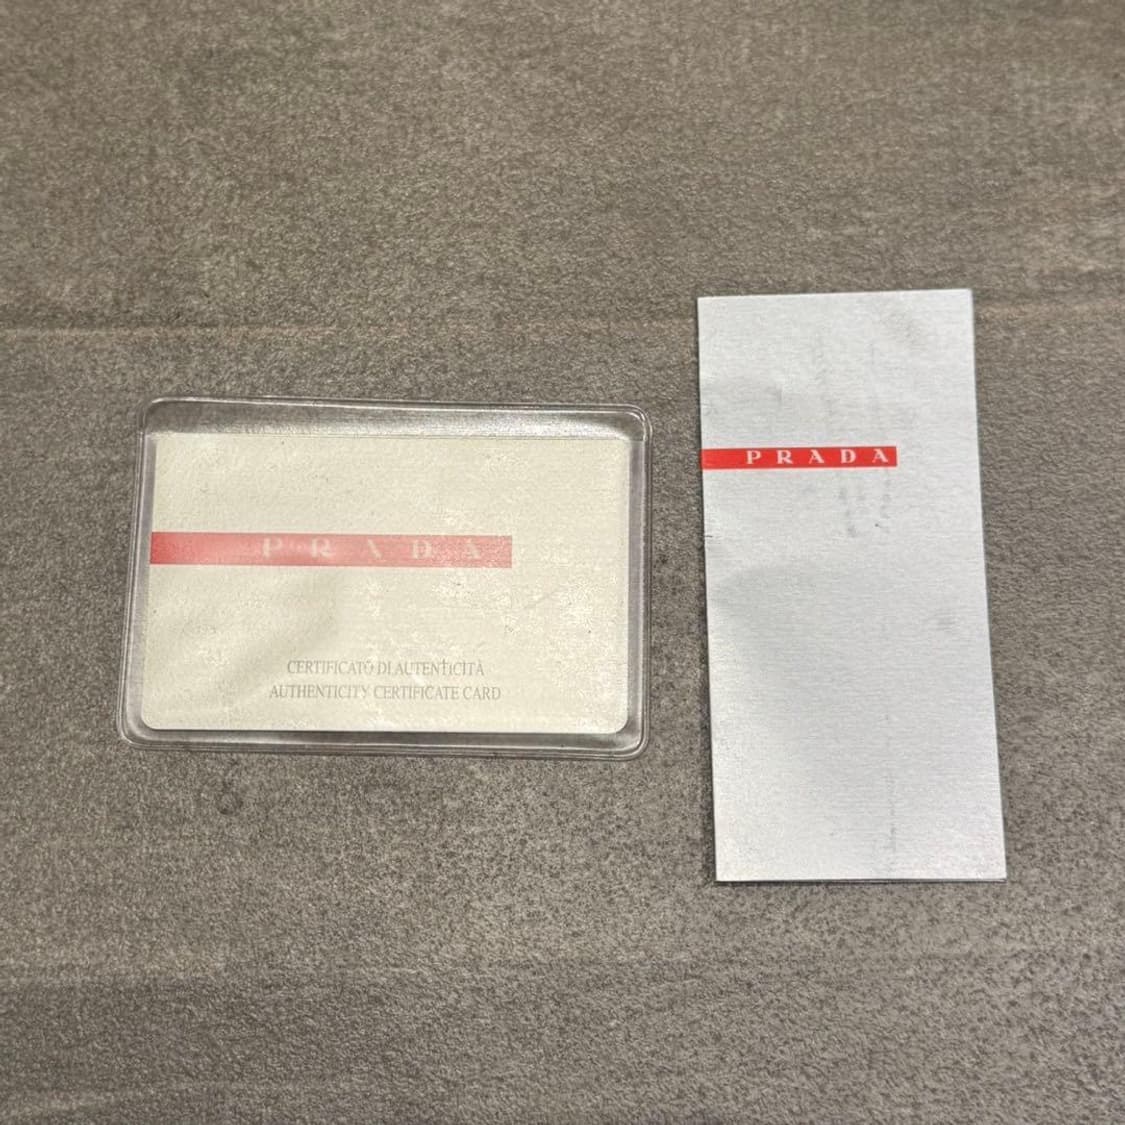 PRADA
CERTIFICATO DI AUTENTICITÀ
AUTHENTICITY CERTIFICATE CARD
PRADA